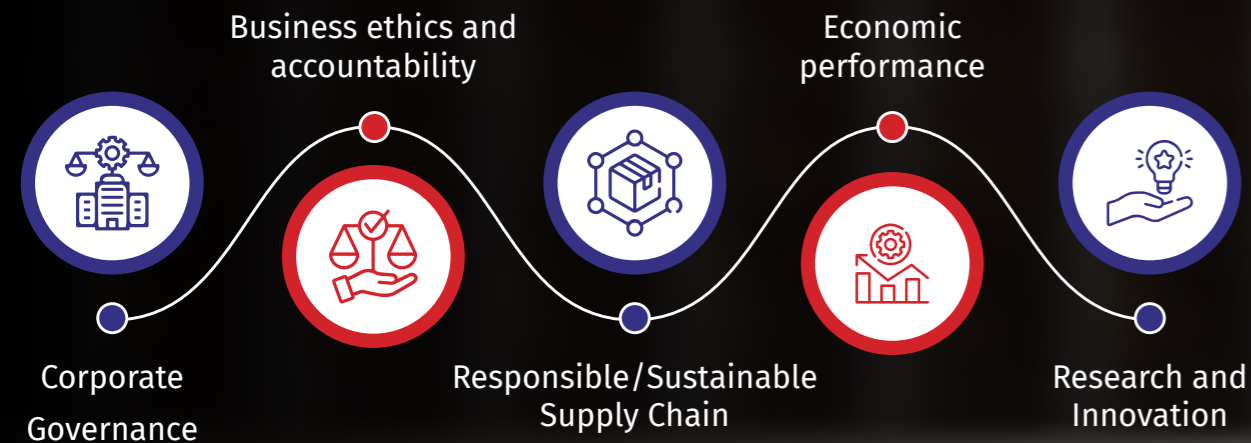 Business ethics and
accountability
Economic
performance
Corporate
Governance
Responsible/Sustainable
Supply Chain
Research and
Innovation